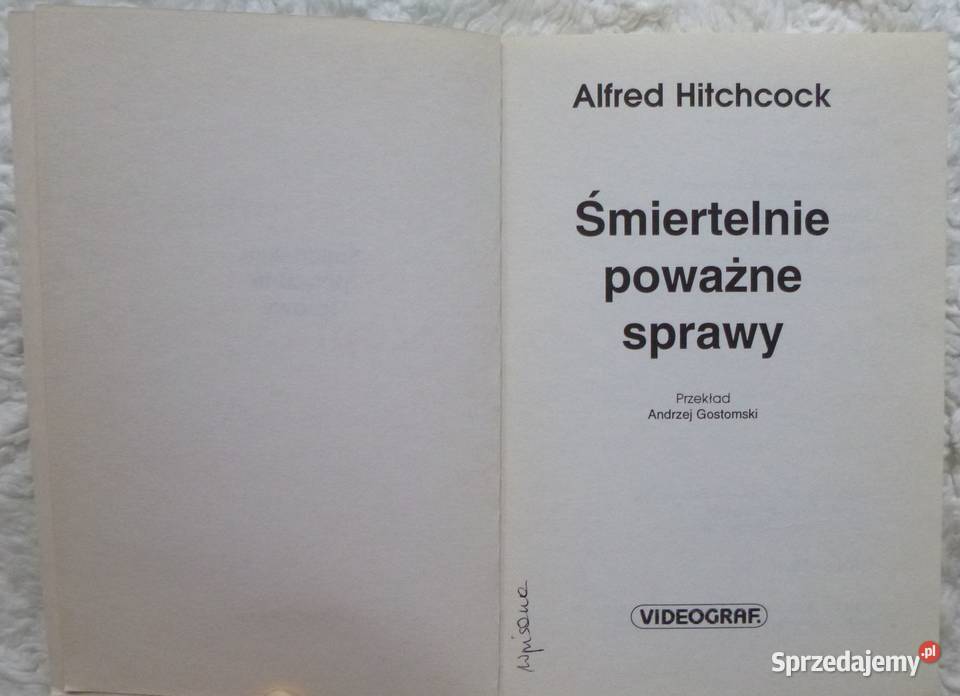 Alfred Hitchcock
Śmiertelnie
poważne
sprawy
Przekład
Andrzej Gostomski
wpisane
VIDEOGRAF.
Sprzedajemy.pl